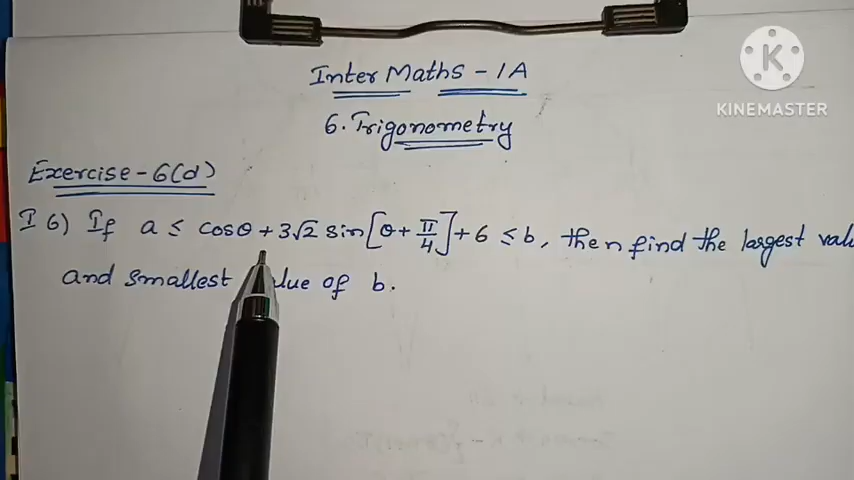 Inter Maths - 1A
KINEMASTER
6. Trigonometry
Exercise - 6(d)
I 6) If a ≤ cosθ + 3√2 sin[θ + π/4] + 6 ≤ b, then find the largest
and smallest of b.